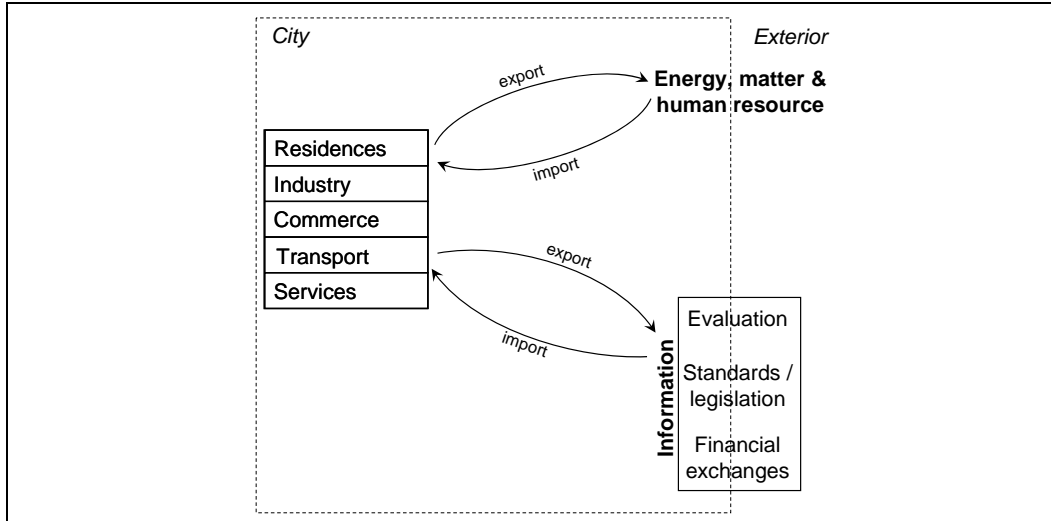 City
Exterior
export
Energy, matter &
human resource
import
Residences
Industry
Commerce
Transport
Services
export
import
Information
Evaluation
Standards /
legislation
Financial
exchanges